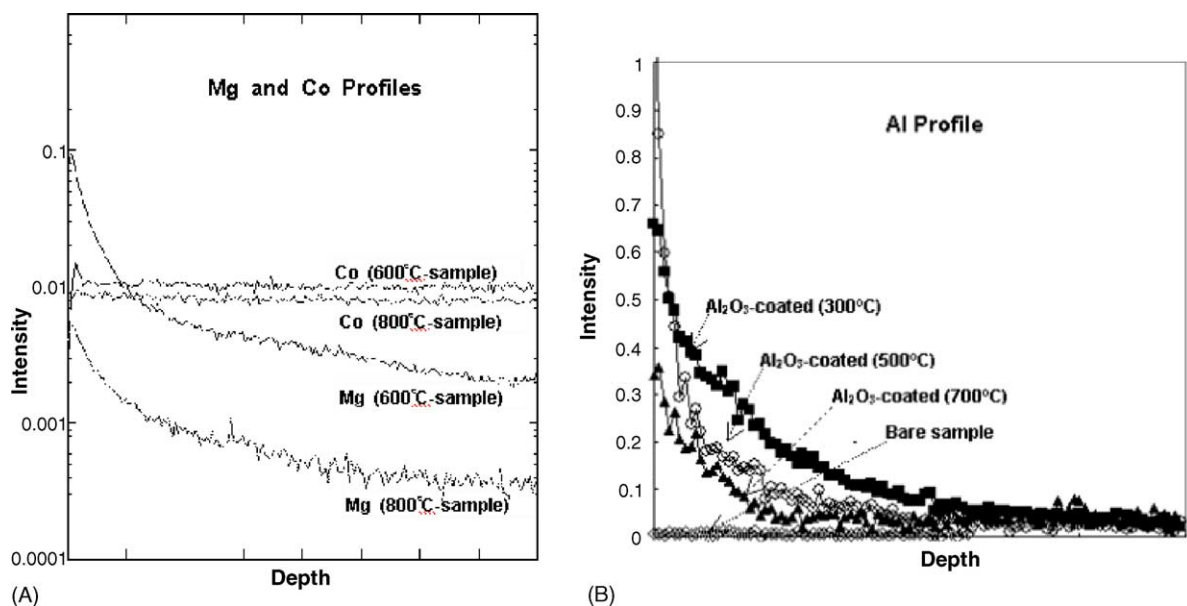 Mg and Co Profiles
Intensity
0.1
0.01
0.001
0.0001
Co (600°C-sample)
Co (800°C-sample)
Mg (600°C-sample)
Mg (800°C-sample)
Depth
(A)
Al Profile
Intensity
1
0.9
0.8
0.7
0.6
0.5
0.4
0.3
0.2
0.1
0
Al₂O₃-coated (300°C)
Al₂O₃-coated (500°C)
Al₂O₃-coated (700°C)
Bare sample
Depth
(B)